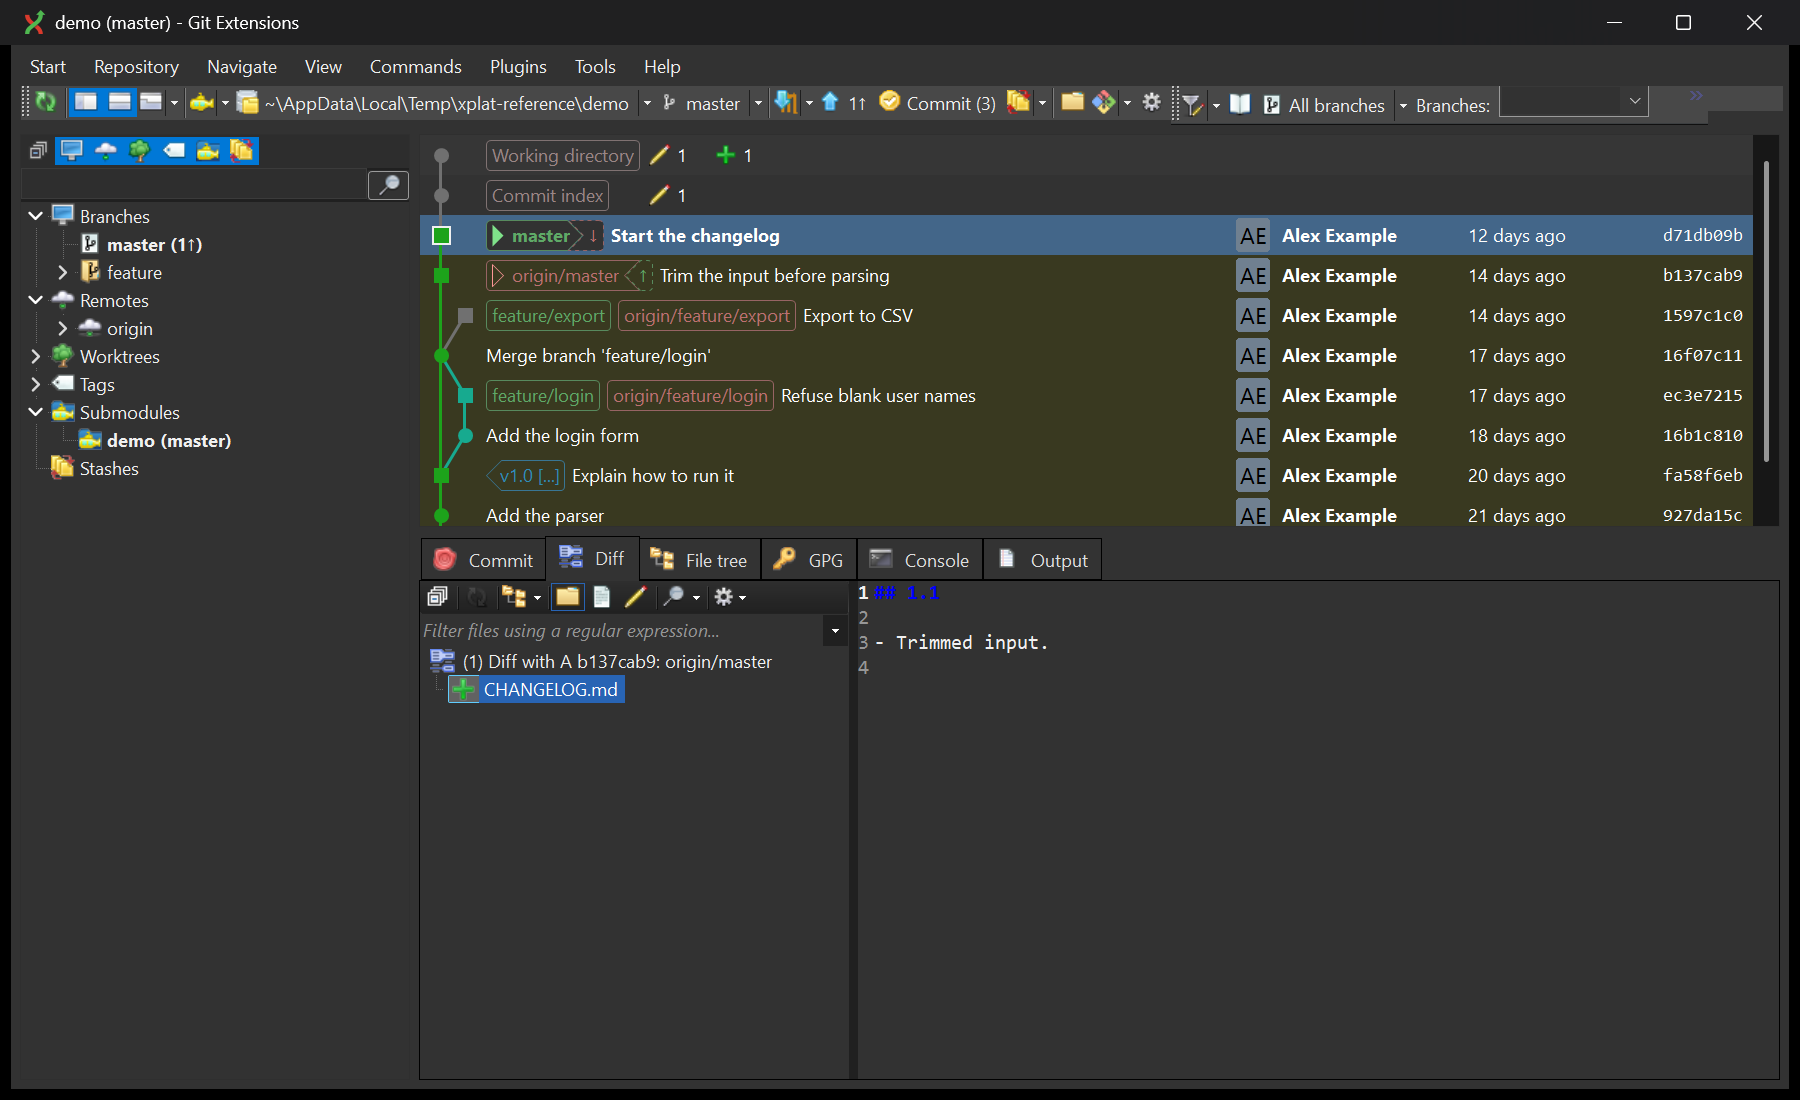 demo (master) - Git Extensions
Start Repository Navigate View Commands Plugins Tools Help
~\AppData\Local\Temp\xplat-reference\demo master 1↑ Commit (3) All branches Branches: »
Working directory 1 1
Commit index 1
master ↓ Start the changelog AE Alex Example 12 days ago d71db09b
origin/master ↑ Trim the input before parsing AE Alex Example 14 days ago b137cab9
feature/export origin/feature/export Export to CSV AE Alex Example 14 days ago 1597c1c0
Merge branch 'feature/login' AE Alex Example 17 days ago 16f07c11
feature/login origin/feature/login Refuse blank user names AE Alex Example 17 days ago ec3e7215
Add the login form AE Alex Example 18 days ago 16b1c810
v1.0 [...] Explain how to run it AE Alex Example 20 days ago fa58f6eb
Add the parser AE Alex Example 21 days ago 927da15c
Branches
master (1↑)
feature
Remotes
origin
Worktrees
Tags
Submodules
demo (master)
Stashes
Commit Diff File tree GPG Console Output
Filter files using a regular expression...
(1) Diff with A b137cab9: origin/master
CHANGELOG.md
1 ## 1.1
2
3 - Trimmed input.
4